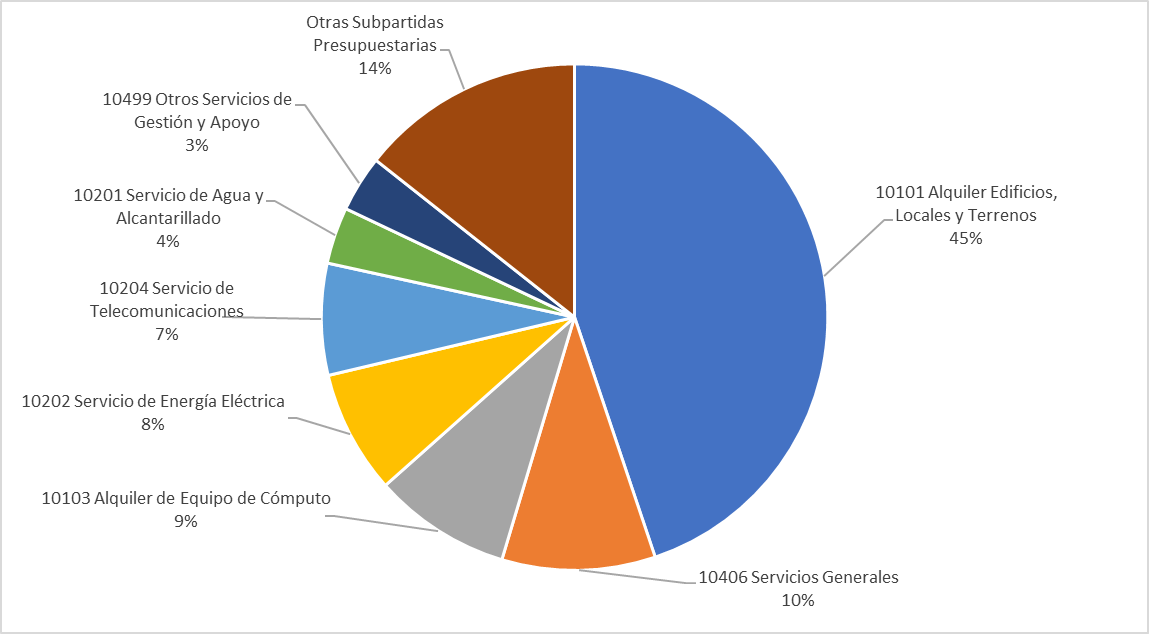 Otras Subpartidas
Presupuestarias
14%
10499 Otros Servicios de
Gestión y Apoyo
3%
10201 Servicio de Agua y
Alcantarillado
4%
10204 Servicio de
Telecomunicaciones
7%
10202 Servicio de Energía Eléctrica
8%
10103 Alquiler de Equipo de Cómputo
9%
10101 Alquiler Edificios,
Locales y Terrenos
45%
10406 Servicios Generales
10%